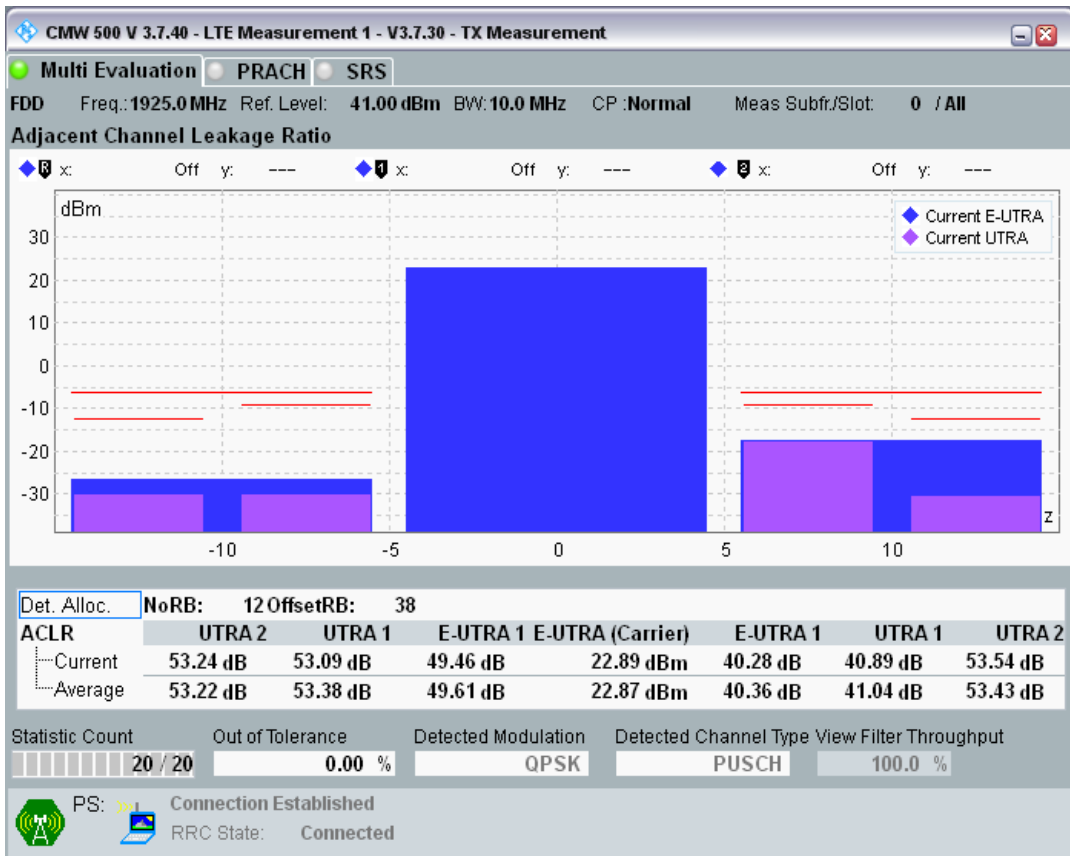 CMW 500 V 3.7.40 - LTE Measurement 1 - V3.7.30 - TX Measurement
Multi Evaluation PRACH SRS
FDD Freq.:1925.0 MHz Ref. Level: 41.00 dBm BW:10.0 MHz CP :Normal Meas Subfr./Slot: 0 / All
Adjacent Channel Leakage Ratio
R x: Off y: --- 1 x: Off y: --- 2 x: Off y: ---
dBm
Current E-UTRA
Current UTRA
30
20
10
0
-10
-20
-30
z
-10 -5 0 5 10
Det. Alloc. NoRB: 12 OffsetRB: 38
ACLR UTRA 2 UTRA 1 E-UTRA 1 E-UTRA (Carrier) E-UTRA 1 UTRA 1 UTRA 2
Current 53.24 dB 53.09 dB 49.46 dB 22.89 dBm 40.28 dB 40.89 dB 53.54 dB
Average 53.22 dB 53.38 dB 49.61 dB 22.87 dBm 40.36 dB 41.04 dB 53.43 dB
Statistic Count Out of Tolerance Detected Modulation Detected Channel Type View Filter Throughput
20 / 20 0.00 % QPSK PUSCH 100.0 %
PS: Connection Established
RRC State: Connected